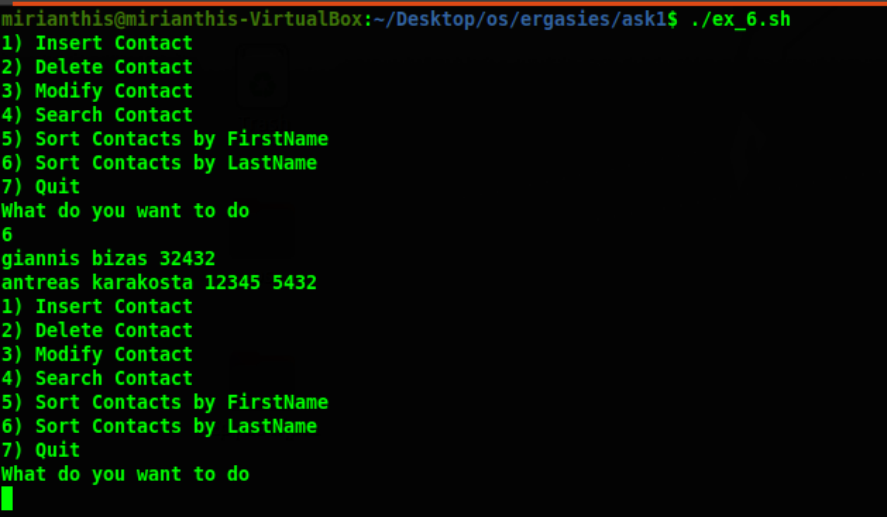 mirianthis@mirianthis-VirtualBox:~/Desktop/os/ergasies/ask1$ ./ex_6.sh
1) Insert Contact
2) Delete Contact
3) Modify Contact
4) Search Contact
5) Sort Contacts by FirstName
6) Sort Contacts by LastName
7) Quit
What do you want to do
6
giannis bizas 32432
antreas karakosta 12345 5432
1) Insert Contact
2) Delete Contact
3) Modify Contact
4) Search Contact
5) Sort Contacts by FirstName
6) Sort Contacts by LastName
7) Quit
What do you want to do